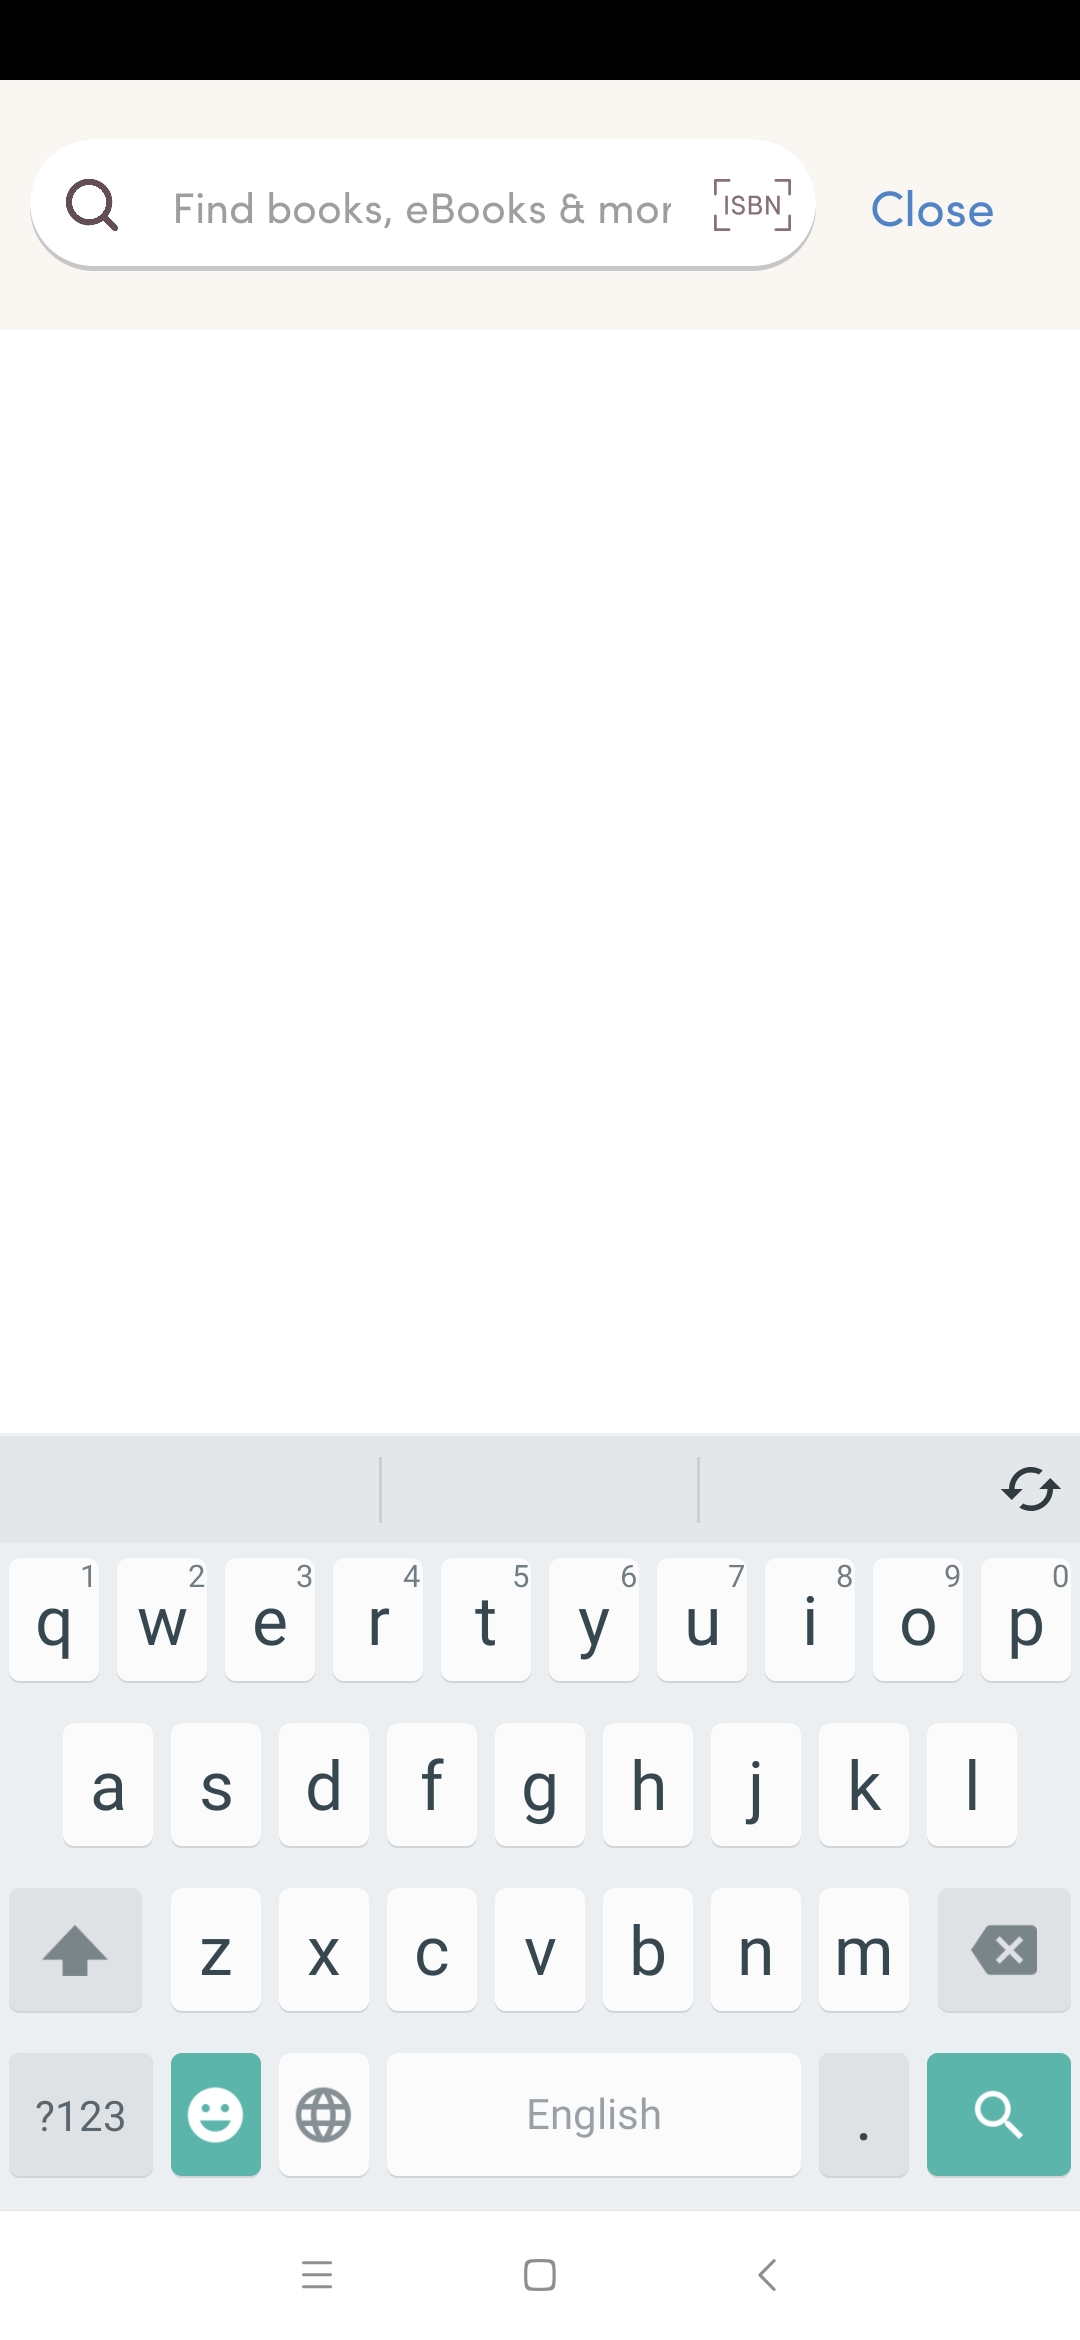 Find books, eBooks & mor
ISBN
Close
1 2 3 4 5 6 7 8 9 0
q w e r t y u i o p
a s d f g h j k l
z x c v b n m
?123 English .